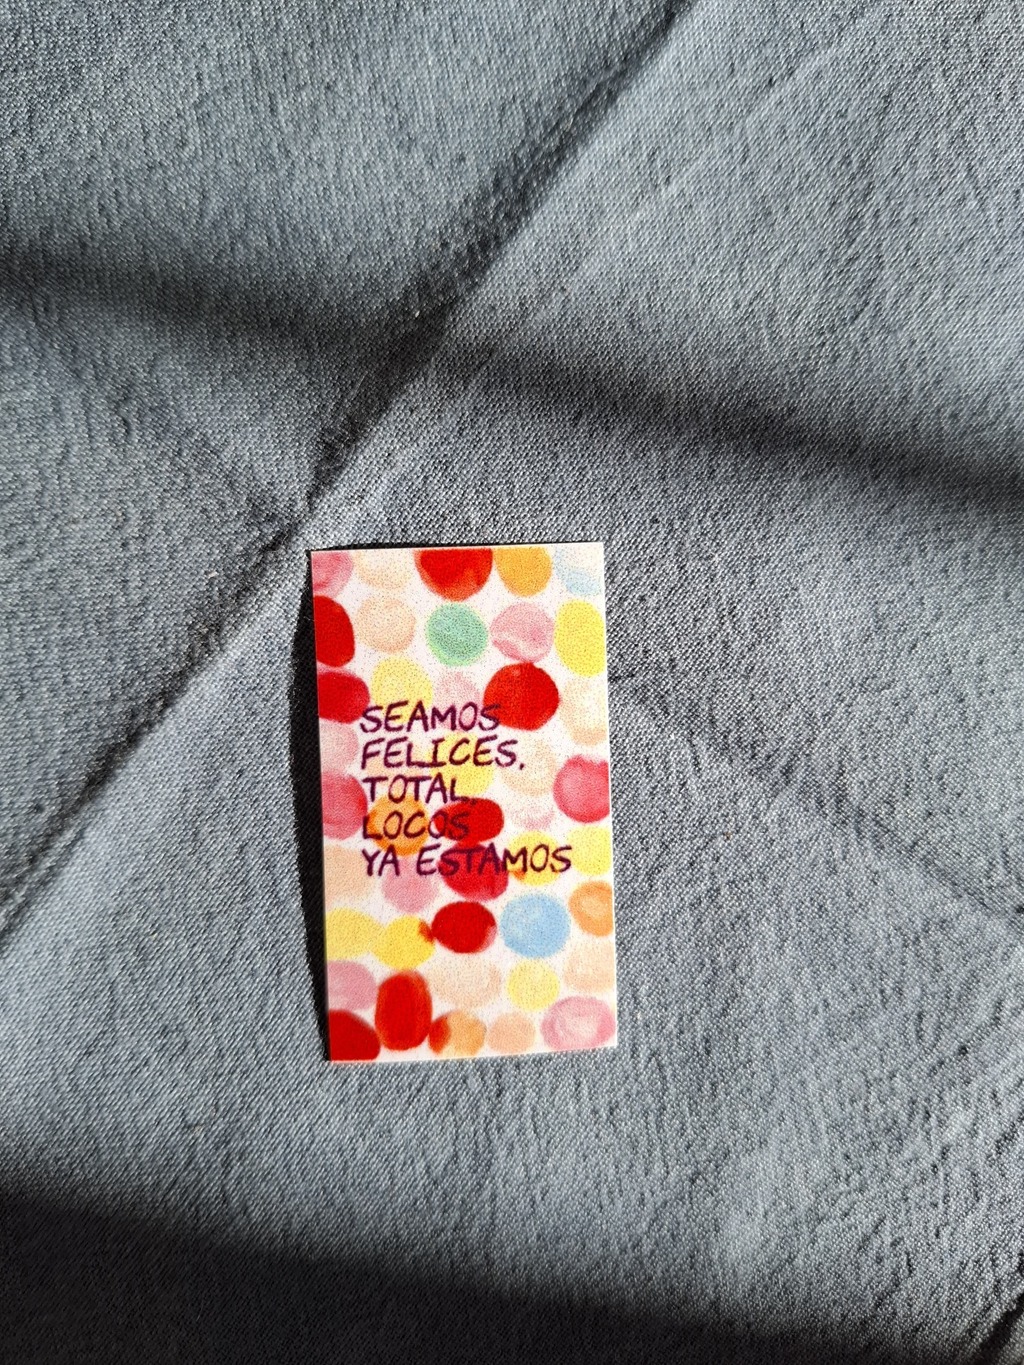 SEAMOS
FELICES,
TOTAL,
LOCOS
YA ESTAMOS